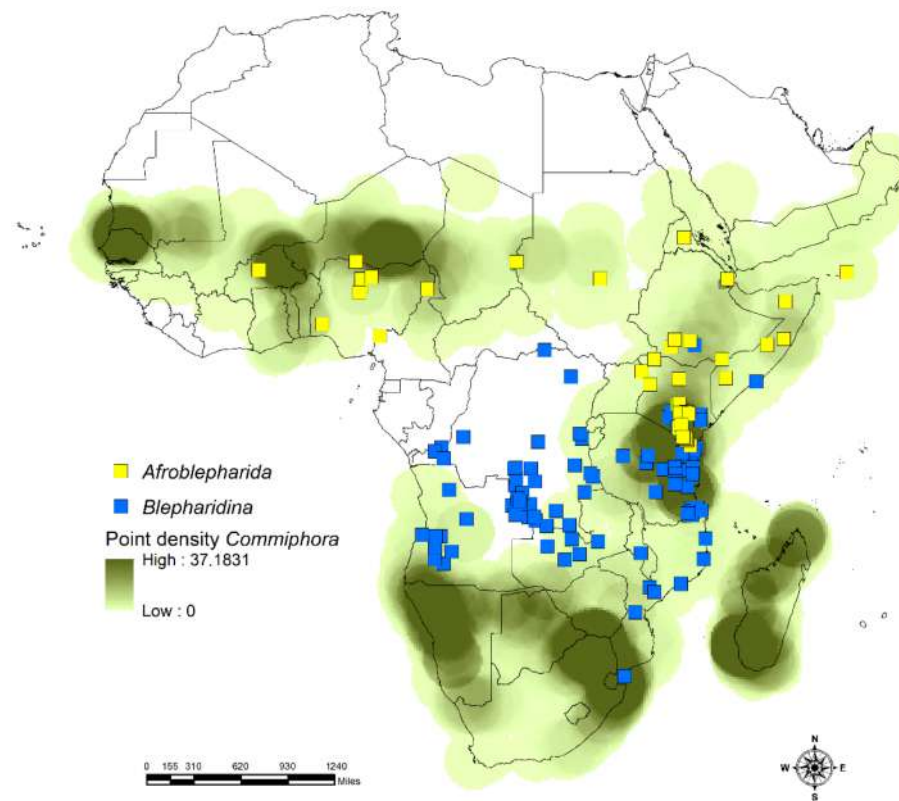 Afroblepharida
Blepharidina
Point density Commiphora
High : 37.1831
Low : 0
0 155 310 620 930 1240
Miles
N
W E
S